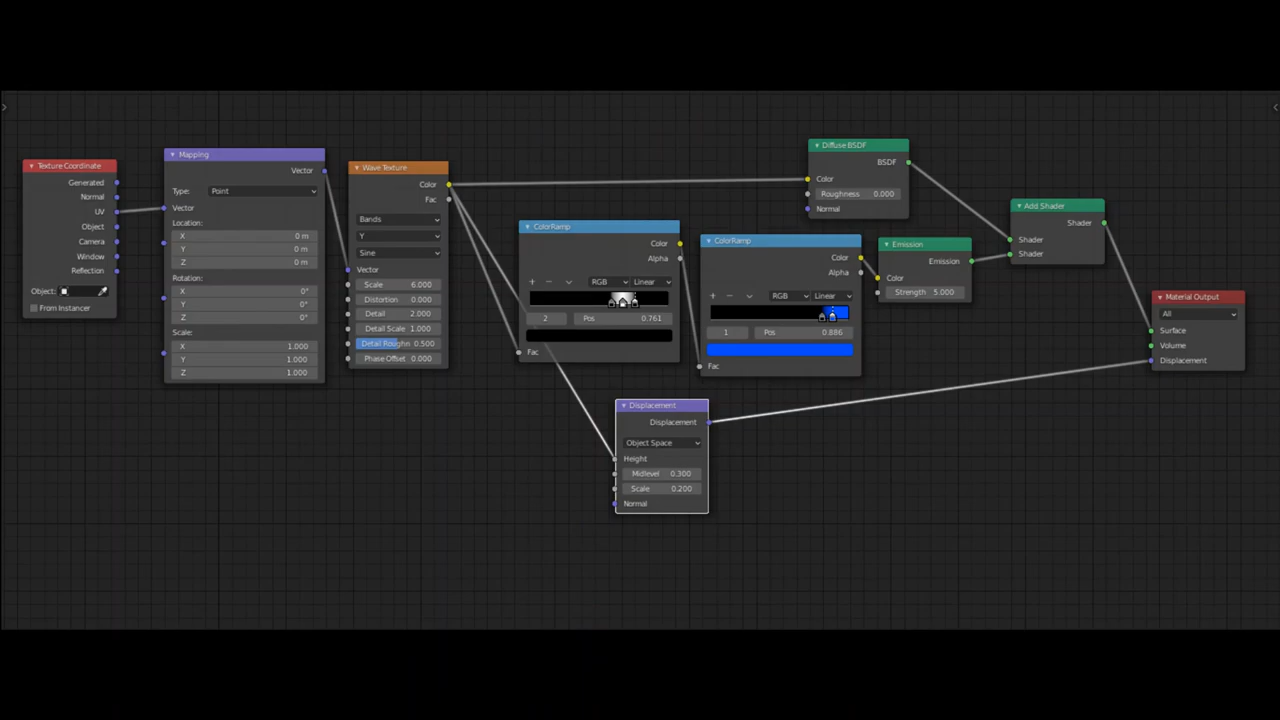 Texture Coordinate
Generated
Normal
UV
Object
Camera
Window
Reflection
Object:
From Instancer
Mapping
Vector
Type: Point
Vector
Location:
X 0 m
Y 0 m
Z 0 m
Rotation:
X 0°
Y 0°
Z 0°
Scale:
X 1.000
Y 1.000
Z 1.000
Wave Texture
Color
Fac
Bands
Y
Sine
Vector
Scale 6.000
Distortion 0.000
Detail 2.000
Detail Scale 1.000
Detail Roughn 0.500
Phase Offset 0.000
ColorRamp
Color
Alpha
RGB Linear
2 Pos 0.761
Fac
ColorRamp
Color
Alpha
RGB Linear
1 Pos 0.886
Fac
Displacement
Displacement
Object Space
Height
Midlevel 0.300
Scale 0.200
Normal
Diffuse BSDF
BSDF
Color
Roughness 0.000
Normal
Emission
Emission
Color
Strength 5.000
Add Shader
Shader
Shader
Shader
Material Output
All
Surface
Volume
Displacement